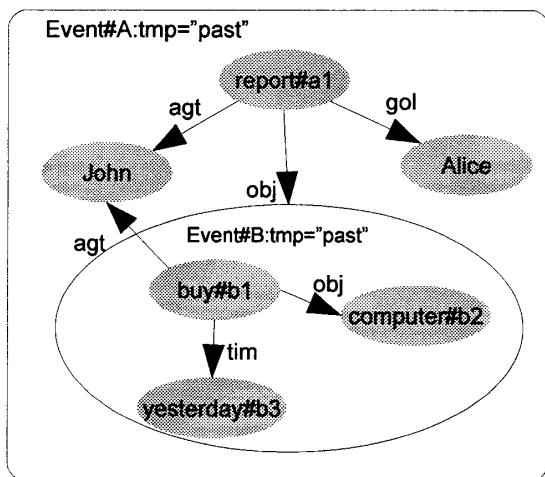 Event#A:tmp="past"
report#a1
agt
gol
John
Alice
obj
agt
Event#B:tmp="past"
buy#b1
obj
computer#b2
tim
yesterday#b3